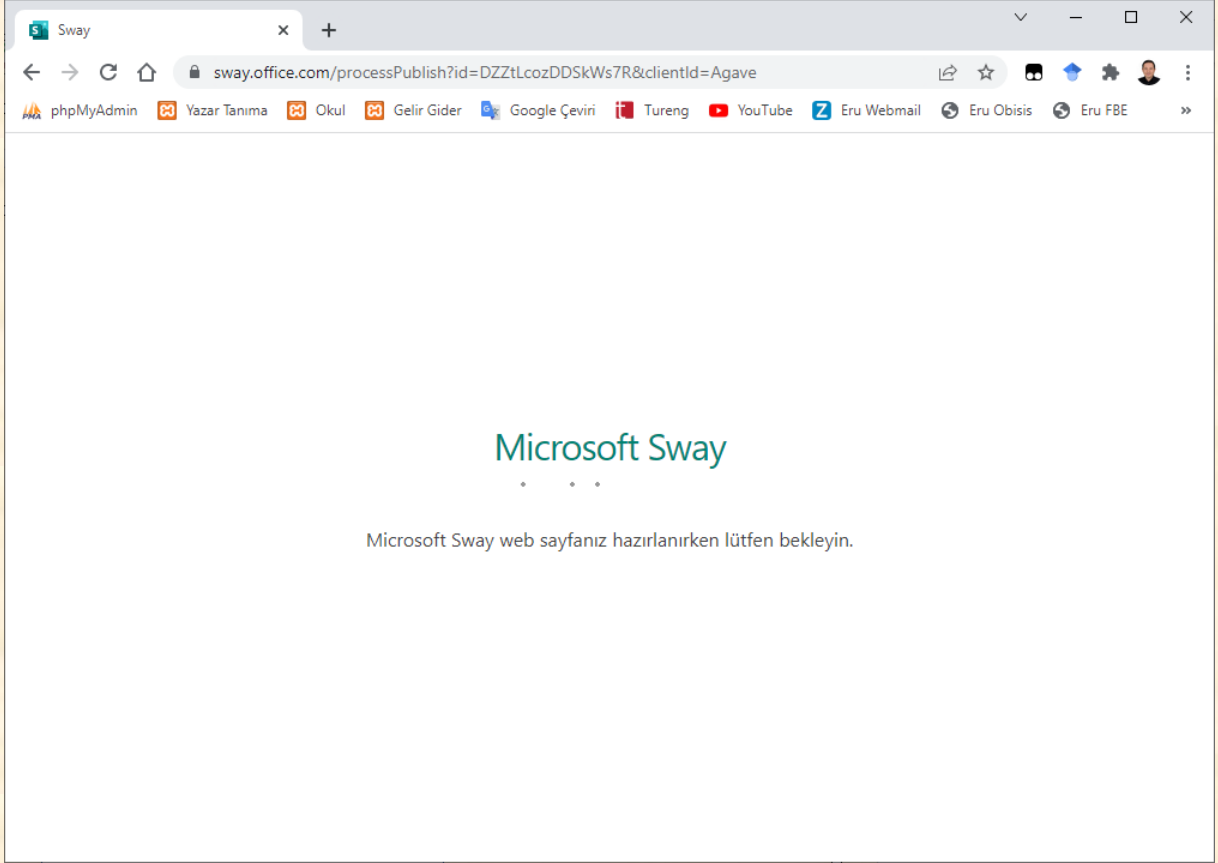 Sway
sway.office.com/processPublish?id=DZZtLcozDDSkWs7R&clientId=Agave
PMA phpMyAdmin Yazar Tanıma Okul Gelir Gider Google Çeviri Tureng YouTube Z Eru Webmail Eru Obisis Eru FBE »
Microsoft Sway
Microsoft Sway web sayfanız hazırlanırken lütfen bekleyin.